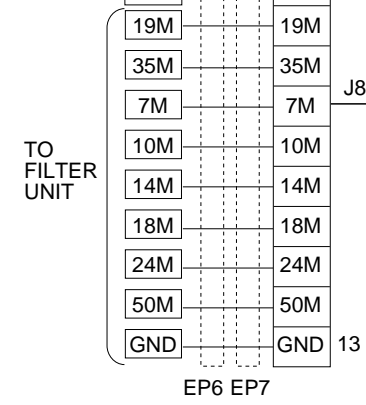 19M 19M
35M 35M
J8
7M 7M
10M 10M
TO
FILTER
UNIT
14M 14M
18M 18M
24M 24M
50M 50M
GND GND 13
EP6 EP7